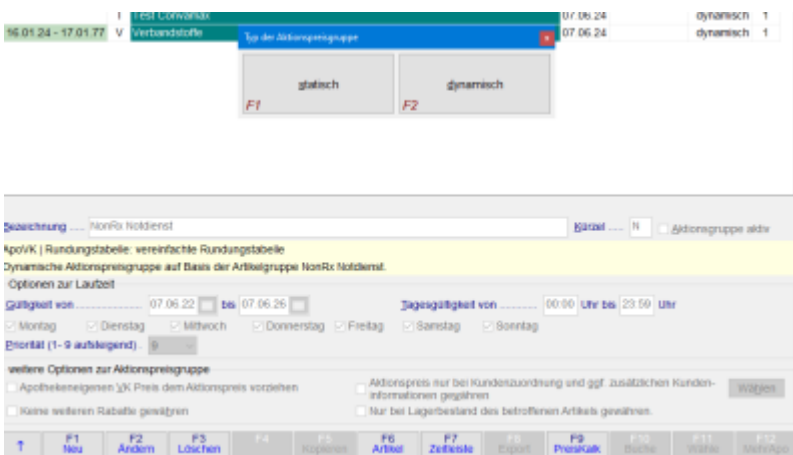 T Test Convamax 07.06.24 dynamisch 1
16.01.24 - 17.01.77 V Verbandstoffe 07.06.24 dynamisch 1
Typ der Aktionspreisgruppe
statisch
F1
dynamisch
F2
Bezeichnung ..... NonRx Notdienst Kürzel ..... N Aktionsgruppe aktiv
ApoVK | Rundungstabelle: vereinfachte Rundungstabelle
Dynamische Aktionspreisgruppe auf Basis der Artikelgruppe NonRx Notdienst.
Optionen zur Laufzeit
Gültigkeit von ..................... 07.06.22 bis 07.06.26 Tagesgültigkeit von ............ 00:00 Uhr bis 23:59 Uhr
Montag Dienstag Mittwoch Donnerstag Freitag Samstag Sonntag
Priorität (1- 9 aufsteigend) . 9
weitere Optionen zur Aktionspreisgruppe
Apothekeneigenen VK Preis dem Aktionspreis vorziehen
Aktionspreis nur bei Kundenzuordnung und ggf. zusätzlichen Kunden-
informationen gewähren
Wählen
Keine weiteren Rabatte gewähren
Nur bei Lagerbestand des betroffenen Artikels gewähren.
F1 F2 F3 F4 F5 F6 F7 F8 F9 F10 F11 F12
Neu Ändern Löschen Kopieren Artikel Zeitleiste Export PreisKalk Suche Wähle MehrApo